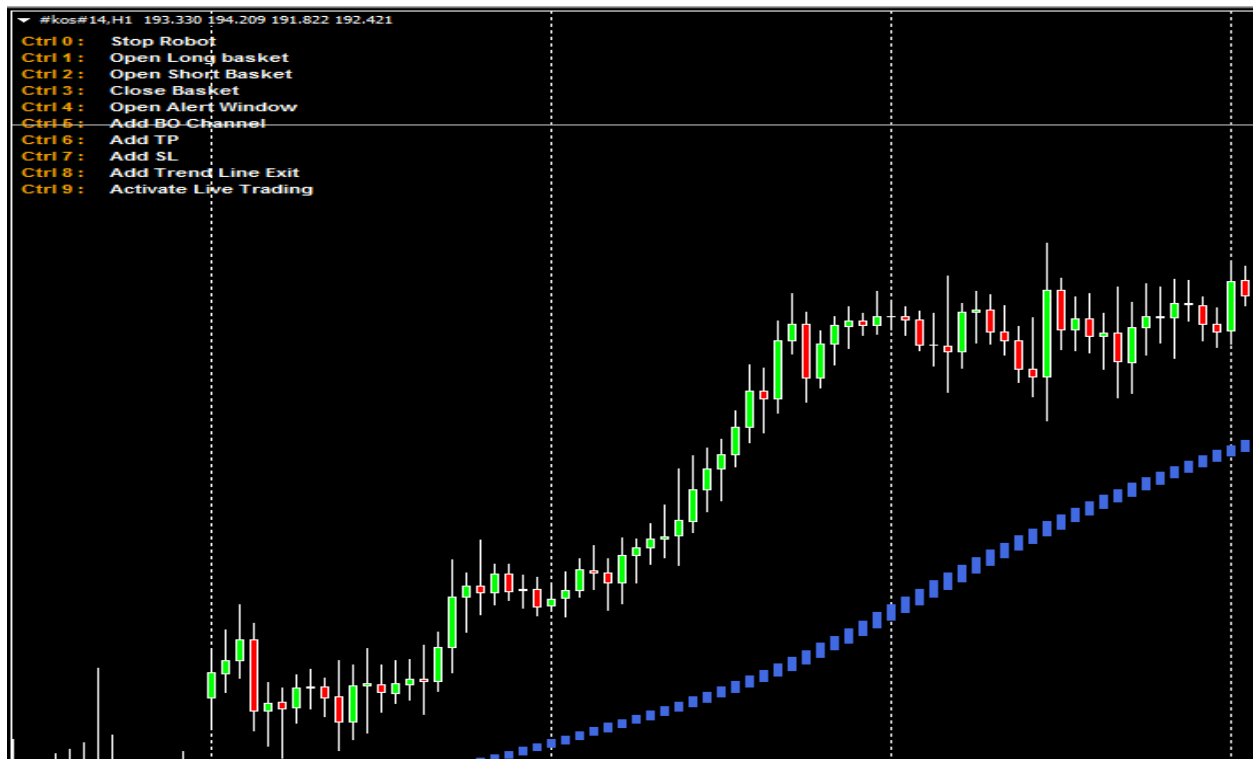 #kos#14,H1 193.330 194.209 191.822 192.421
Ctrl 0 : Stop Robot
Ctrl 1 : Open Long basket
Ctrl 2 : Open Short Basket
Ctrl 3 : Close Basket
Ctrl 4 : Open Alert Window
Ctrl 5 : Add BO Channel
Ctrl 6 : Add TP
Ctrl 7 : Add SL
Ctrl 8 : Add Trend Line Exit
Ctrl 9 : Activate Live Trading